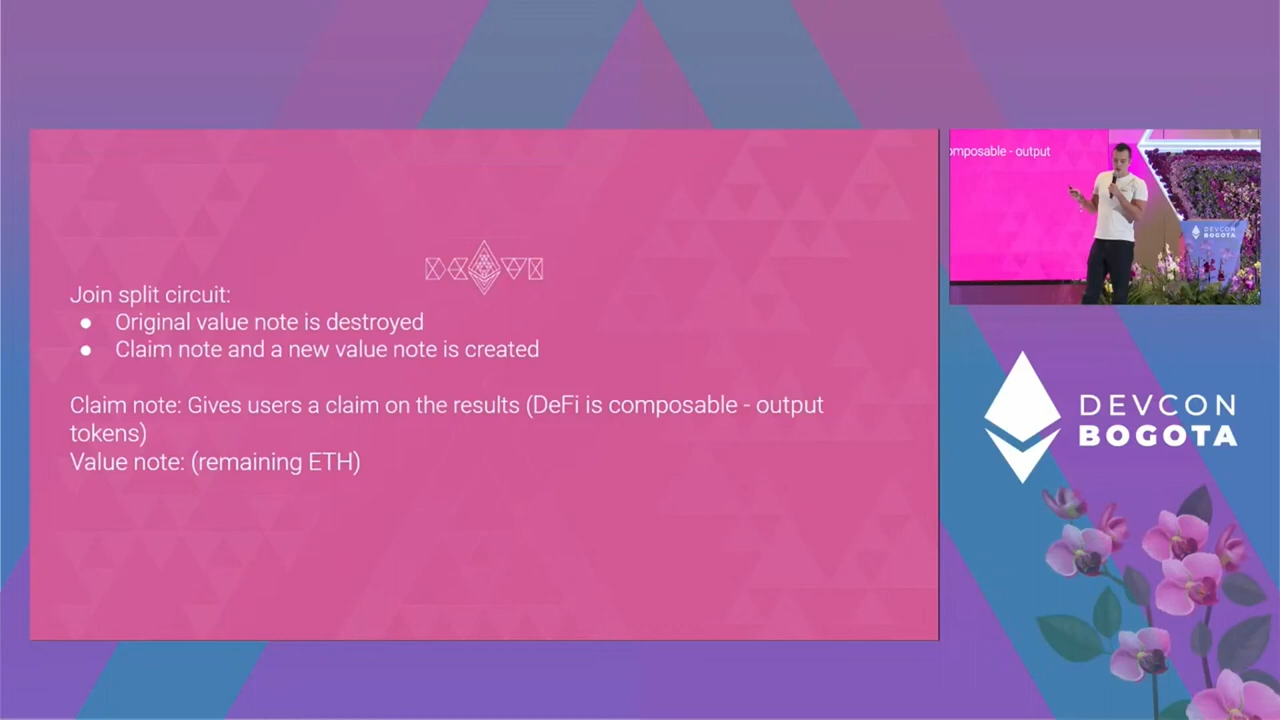 DEVCON
Join split circuit:
● Original value note is destroyed
● Claim note and a new value note is created
Claim note: Gives users a claim on the results (DeFi is composable - output
tokens)
Value note: (remaining ETH)
omposable - output
DEVCON
BOGOTA
DEVCON
BOGOTA